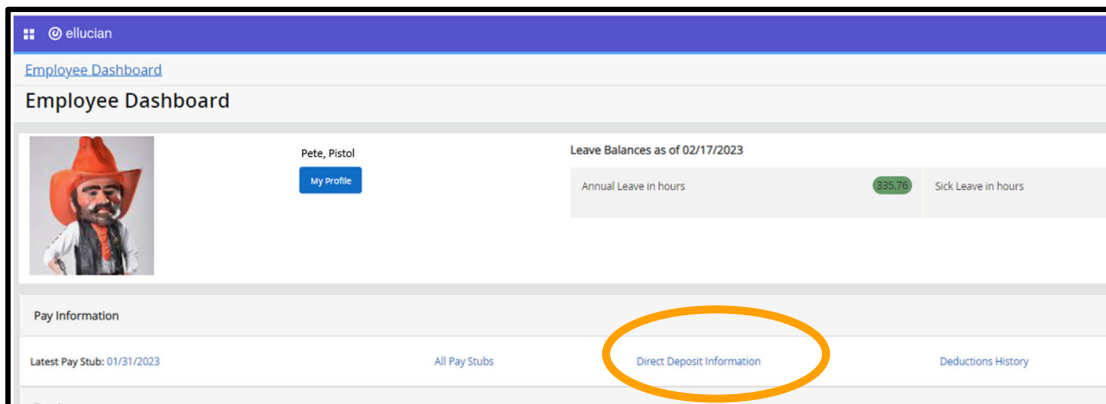 ellucian
Employee Dashboard
Employee Dashboard
Pete, Pistol
My Profile
Leave Balances as of 02/17/2023
Annual Leave in hours 335.76 Sick Leave in hours
Pay Information
Latest Pay Stub: 01/31/2023 All Pay Stubs Direct Deposit Information Deductions History